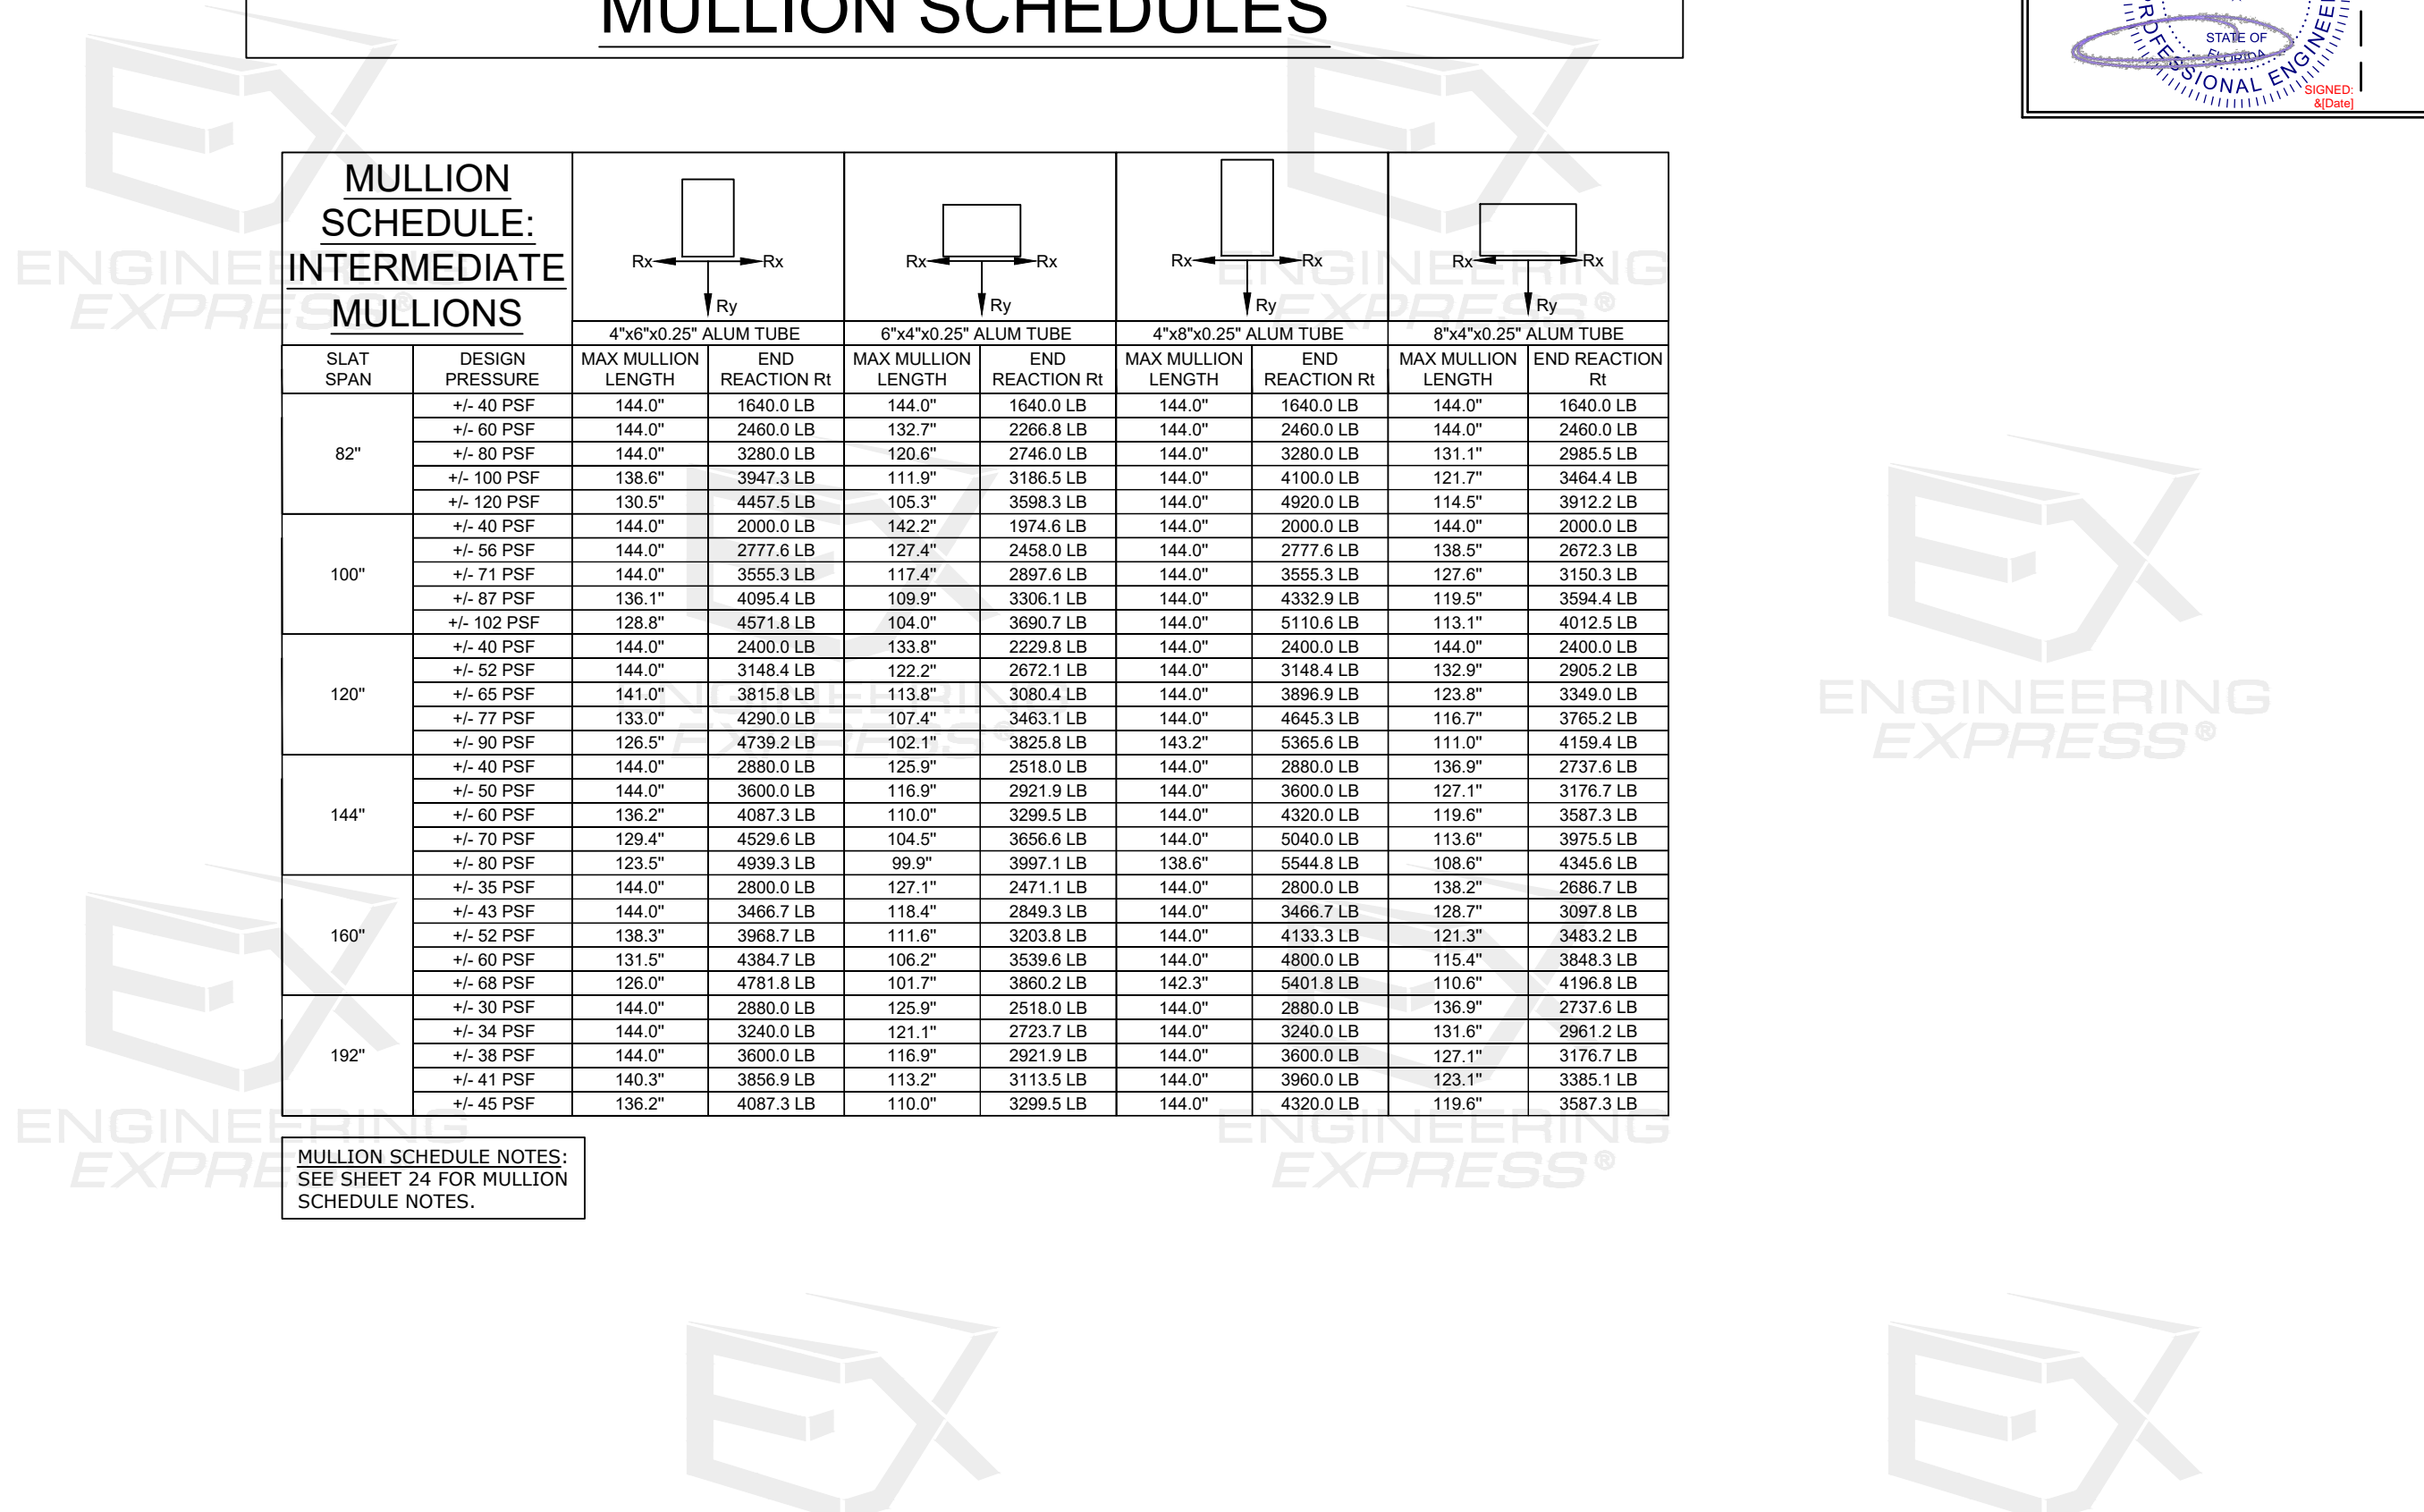 MULLION SCHEDULES
PROFESSIONAL ENGINEER
STATE OF
FLORIDA
SIGNED:
&[Date]
MULLION
SCHEDULE:
INTERMEDIATE
MULLIONS
Rx Rx Ry
Rx Rx Ry
Rx Rx Ry
Rx Rx Ry
4"x6"x0.25" ALUM TUBE 6"x4"x0.25" ALUM TUBE 4"x8"x0.25" ALUM TUBE 8"x4"x0.25" ALUM TUBE
SLAT DESIGN MAX MULLION END MAX MULLION END MAX MULLION END MAX MULLION END REACTION
SPAN PRESSURE LENGTH REACTION Rt LENGTH REACTION Rt LENGTH REACTION Rt LENGTH Rt
82"
+/- 40 PSF 144.0" 1640.0 LB 144.0" 1640.0 LB 144.0" 1640.0 LB 144.0" 1640.0 LB
+/- 60 PSF 144.0" 2460.0 LB 132.7" 2266.8 LB 144.0" 2460.0 LB 144.0" 2460.0 LB
+/- 80 PSF 144.0" 3280.0 LB 120.6" 2746.0 LB 144.0" 3280.0 LB 131.1" 2985.5 LB
+/- 100 PSF 138.6" 3947.3 LB 111.9" 3186.5 LB 144.0" 4100.0 LB 121.7" 3464.4 LB
+/- 120 PSF 130.5" 4457.5 LB 105.3" 3598.3 LB 144.0" 4920.0 LB 114.5" 3912.2 LB
100"
+/- 40 PSF 144.0" 2000.0 LB 142.2" 1974.6 LB 144.0" 2000.0 LB 144.0" 2000.0 LB
+/- 56 PSF 144.0" 2777.6 LB 127.4" 2458.0 LB 144.0" 2777.6 LB 138.5" 2672.3 LB
+/- 71 PSF 144.0" 3555.3 LB 117.4" 2897.6 LB 144.0" 3555.3 LB 127.6" 3150.3 LB
+/- 87 PSF 136.1" 4095.4 LB 109.9" 3306.1 LB 144.0" 4332.9 LB 119.5" 3594.4 LB
+/- 102 PSF 128.8" 4571.8 LB 104.0" 3690.7 LB 144.0" 5110.6 LB 113.1" 4012.5 LB
120"
+/- 40 PSF 144.0" 2400.0 LB 133.8" 2229.8 LB 144.0" 2400.0 LB 144.0" 2400.0 LB
+/- 52 PSF 144.0" 3148.4 LB 122.2" 2672.1 LB 144.0" 3148.4 LB 132.9" 2905.2 LB
+/- 65 PSF 141.0" 3815.8 LB 113.8" 3080.4 LB 144.0" 3896.9 LB 123.8" 3349.0 LB
+/- 77 PSF 133.0" 4290.0 LB 107.4" 3463.1 LB 144.0" 4645.3 LB 116.7" 3765.2 LB
+/- 90 PSF 126.5" 4739.2 LB 102.1" 3825.8 LB 143.2" 5365.6 LB 111.0" 4159.4 LB
144"
+/- 40 PSF 144.0" 2880.0 LB 125.9" 2518.0 LB 144.0" 2880.0 LB 136.9" 2737.6 LB
+/- 50 PSF 144.0" 3600.0 LB 116.9" 2921.9 LB 144.0" 3600.0 LB 127.1" 3176.7 LB
+/- 60 PSF 136.2" 4087.3 LB 110.0" 3299.5 LB 144.0" 4320.0 LB 119.6" 3587.3 LB
+/- 70 PSF 129.4" 4529.6 LB 104.5" 3656.6 LB 144.0" 5040.0 LB 113.6" 3975.5 LB
+/- 80 PSF 123.5" 4939.3 LB 99.9" 3997.1 LB 138.6" 5544.8 LB 108.6" 4345.6 LB
160"
+/- 35 PSF 144.0" 2800.0 LB 127.1" 2471.1 LB 144.0" 2800.0 LB 138.2" 2686.7 LB
+/- 43 PSF 144.0" 3466.7 LB 118.4" 2849.3 LB 144.0" 3466.7 LB 128.7" 3097.8 LB
+/- 52 PSF 138.3" 3968.7 LB 111.6" 3203.8 LB 144.0" 4133.3 LB 121.3" 3483.2 LB
+/- 60 PSF 131.5" 4384.7 LB 106.2" 3539.6 LB 144.0" 4800.0 LB 115.4" 3848.3 LB
+/- 68 PSF 126.0" 4781.8 LB 101.7" 3860.2 LB 142.3" 5401.8 LB 110.6" 4196.8 LB
192"
+/- 30 PSF 144.0" 2880.0 LB 125.9" 2518.0 LB 144.0" 2880.0 LB 136.9" 2737.6 LB
+/- 34 PSF 144.0" 3240.0 LB 121.1" 2723.7 LB 144.0" 3240.0 LB 131.6" 2961.2 LB
+/- 38 PSF 144.0" 3600.0 LB 116.9" 2921.9 LB 144.0" 3600.0 LB 127.1" 3176.7 LB
+/- 41 PSF 140.3" 3856.9 LB 113.2" 3113.5 LB 144.0" 3960.0 LB 123.1" 3385.1 LB
+/- 45 PSF 136.2" 4087.3 LB 110.0" 3299.5 LB 144.0" 4320.0 LB 119.6" 3587.3 LB
MULLION SCHEDULE NOTES:
SEE SHEET 24 FOR MULLION
SCHEDULE NOTES.
ENGINEERING
EXPRESS®
ENGINEERING
EXPRESS®
ENGINEERING
EXPRESS®
ENGINEERING
EXPRESS®
ENGINEERING
EXPRESS
ENGINEERING
EXPRESS®